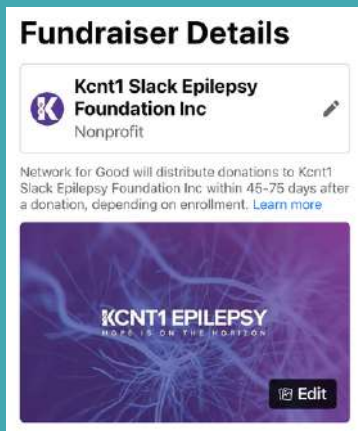 Fundraiser Details
Kcnt1 Slack Epilepsy
Foundation Inc
Nonprofit
Network for Good will distribute donations to Kcnt1
Slack Epilepsy Foundation Inc within 45-75 days after
a donation, depending on enrollment. Learn more
KCNT1 EPILEPSY
HOPE IS ON THE HORIZON
Edit